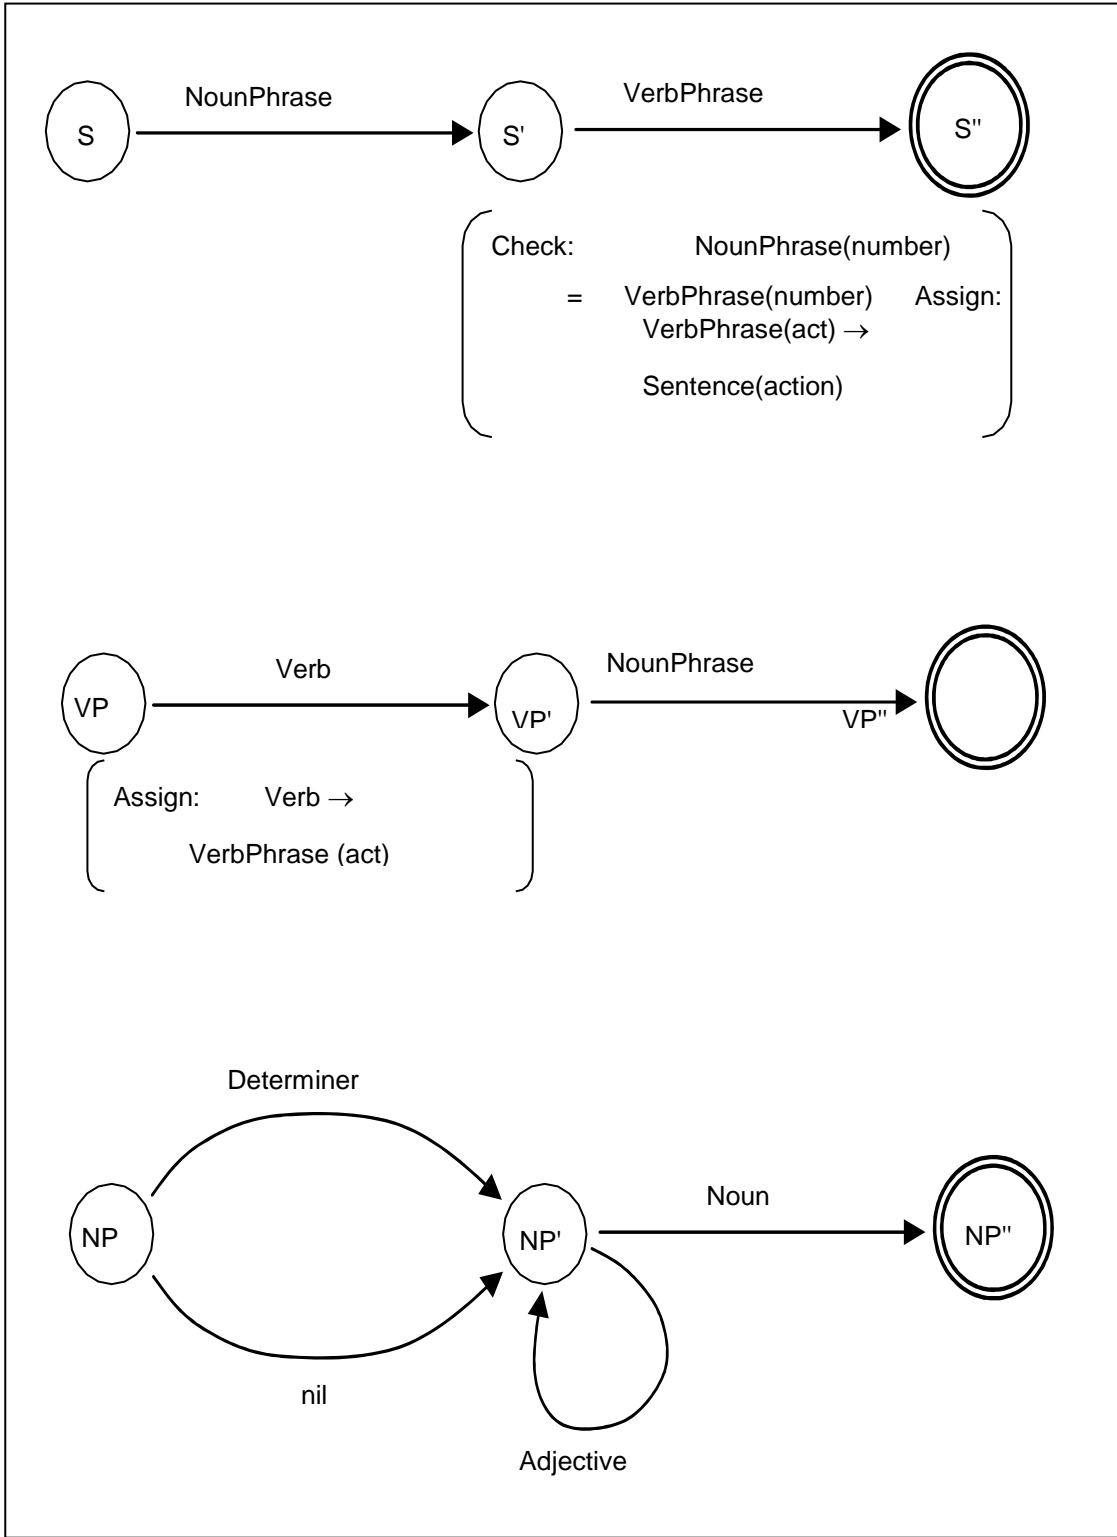 NounPhrase
VerbPhrase
S
S'
S"
Check: NounPhrase(number)
= VerbPhrase(number) Assign:
VerbPhrase(act) →
Sentence(action)
Verb
NounPhrase
VP
VP'
VP"
Assign: Verb →
VerbPhrase (act)
Determiner
Noun
NP
NP'
NP"
nil
Adjective